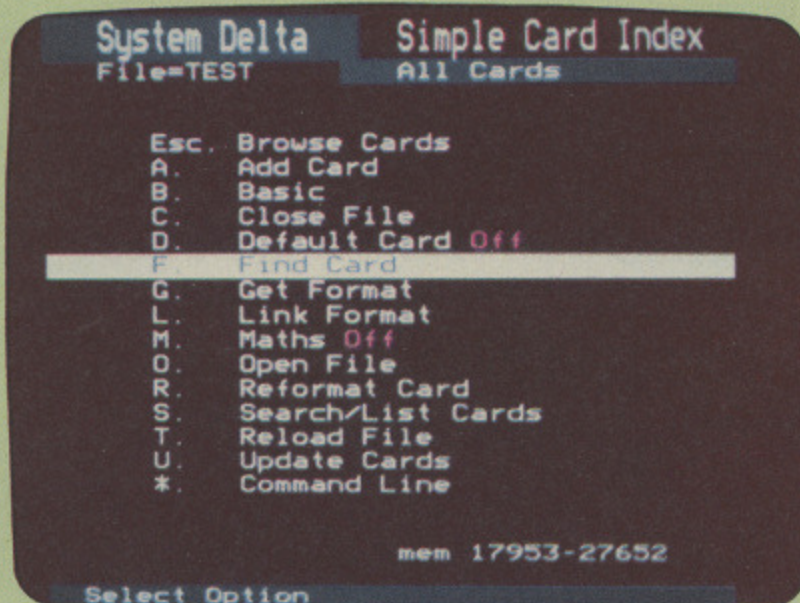 System Delta Simple Card Index
File=TEST All Cards
Esc. Browse Cards
A. Add Card
B. Basic
C. Close File
D. Default Card Off
F Find Card
G. Get Format
L. Link Format
M. Maths Off
O. Open File
R. Reformat Card
S. Search/List Cards
T. Reload File
U. Update Cards
*. Command Line
mem 17953-27652
Select Option